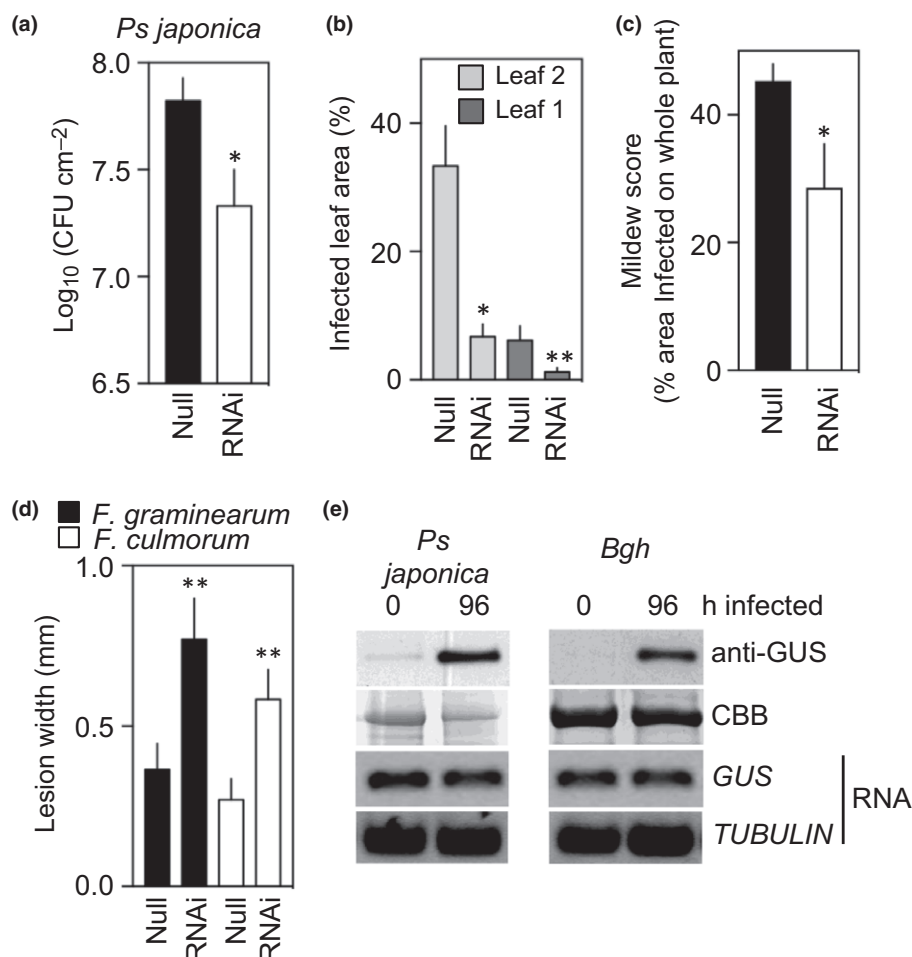 (a)
Ps japonica
8.0
7.5
7.0
6.5
Log₁₀ (CFU cm⁻²)
*
Null
RNAi
(b)
Leaf 2
Leaf 1
40
20
0
Infected leaf area (%)
*
**
Null
RNAi
Null
RNAi
(c)
40
20
0
Mildew score
(% area Infected on whole plant)
*
Null
RNAi
(d)
F. graminearum
F. culmorum
1.0
0.5
0.0
Lesion width (mm)
**
**
Null
RNAi
Null
RNAi
(e)
Ps
japonica
Bgh
0 96 0 96 h infected
anti-GUS
CBB
GUS
TUBULIN
RNA